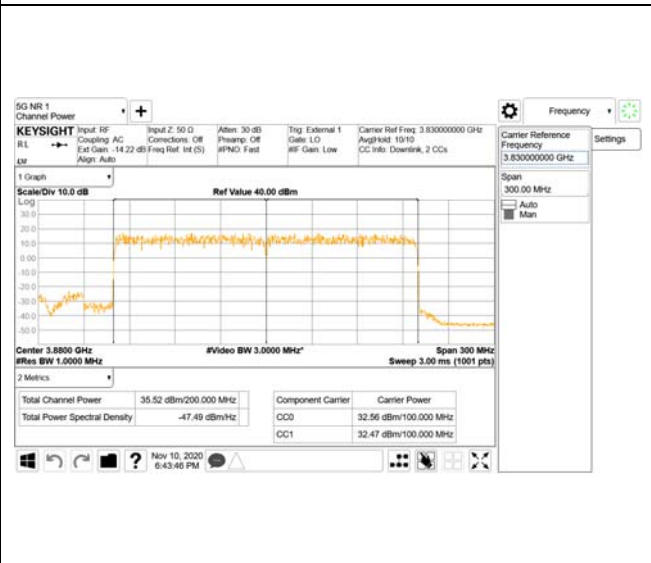 5G NR 1
Channel Power
Frequency
KEYSIGHT
Input: RF
Coupling: AC
Ext Gain: -14.22 dB
Align: Auto
Input Z: 50 Ω
Corrections: Off
Freq Ref: Int (S)
Atten: 30 dB
Preamp: Off
#PNO: Fast
Trig: External 1
Gate: LO
#IF Gain: Low
Carrier Ref Freq: 3.830000000 GHz
Avg|Hold: 10/10
CC Info: Downlink, 2 CCs
RL
Carrier Reference
Frequency
3.830000000 GHz
Settings
Span
300.00 MHz
Auto
Man
1 Graph
Scale/Div 10.0 dB
Ref Value 40.00 dBm
Log
30.0
20.0
10.0
0.00
-10.0
-20.0
-30.0
-40.0
-50.0
Center 3.8800 GHz
#Video BW 3.0000 MHz*
Span 300 MHz
#Res BW 1.0000 MHz
Sweep 3.00 ms (1001 pts)
2 Metrics
Total Channel Power 35.52 dBm/200.000 MHz
Total Power Spectral Density -47.49 dBm/Hz
Component Carrier Carrier Power
CC0 32.56 dBm/100.000 MHz
CC1 32.47 dBm/100.000 MHz
Nov 10, 2020
6:43:46 PM